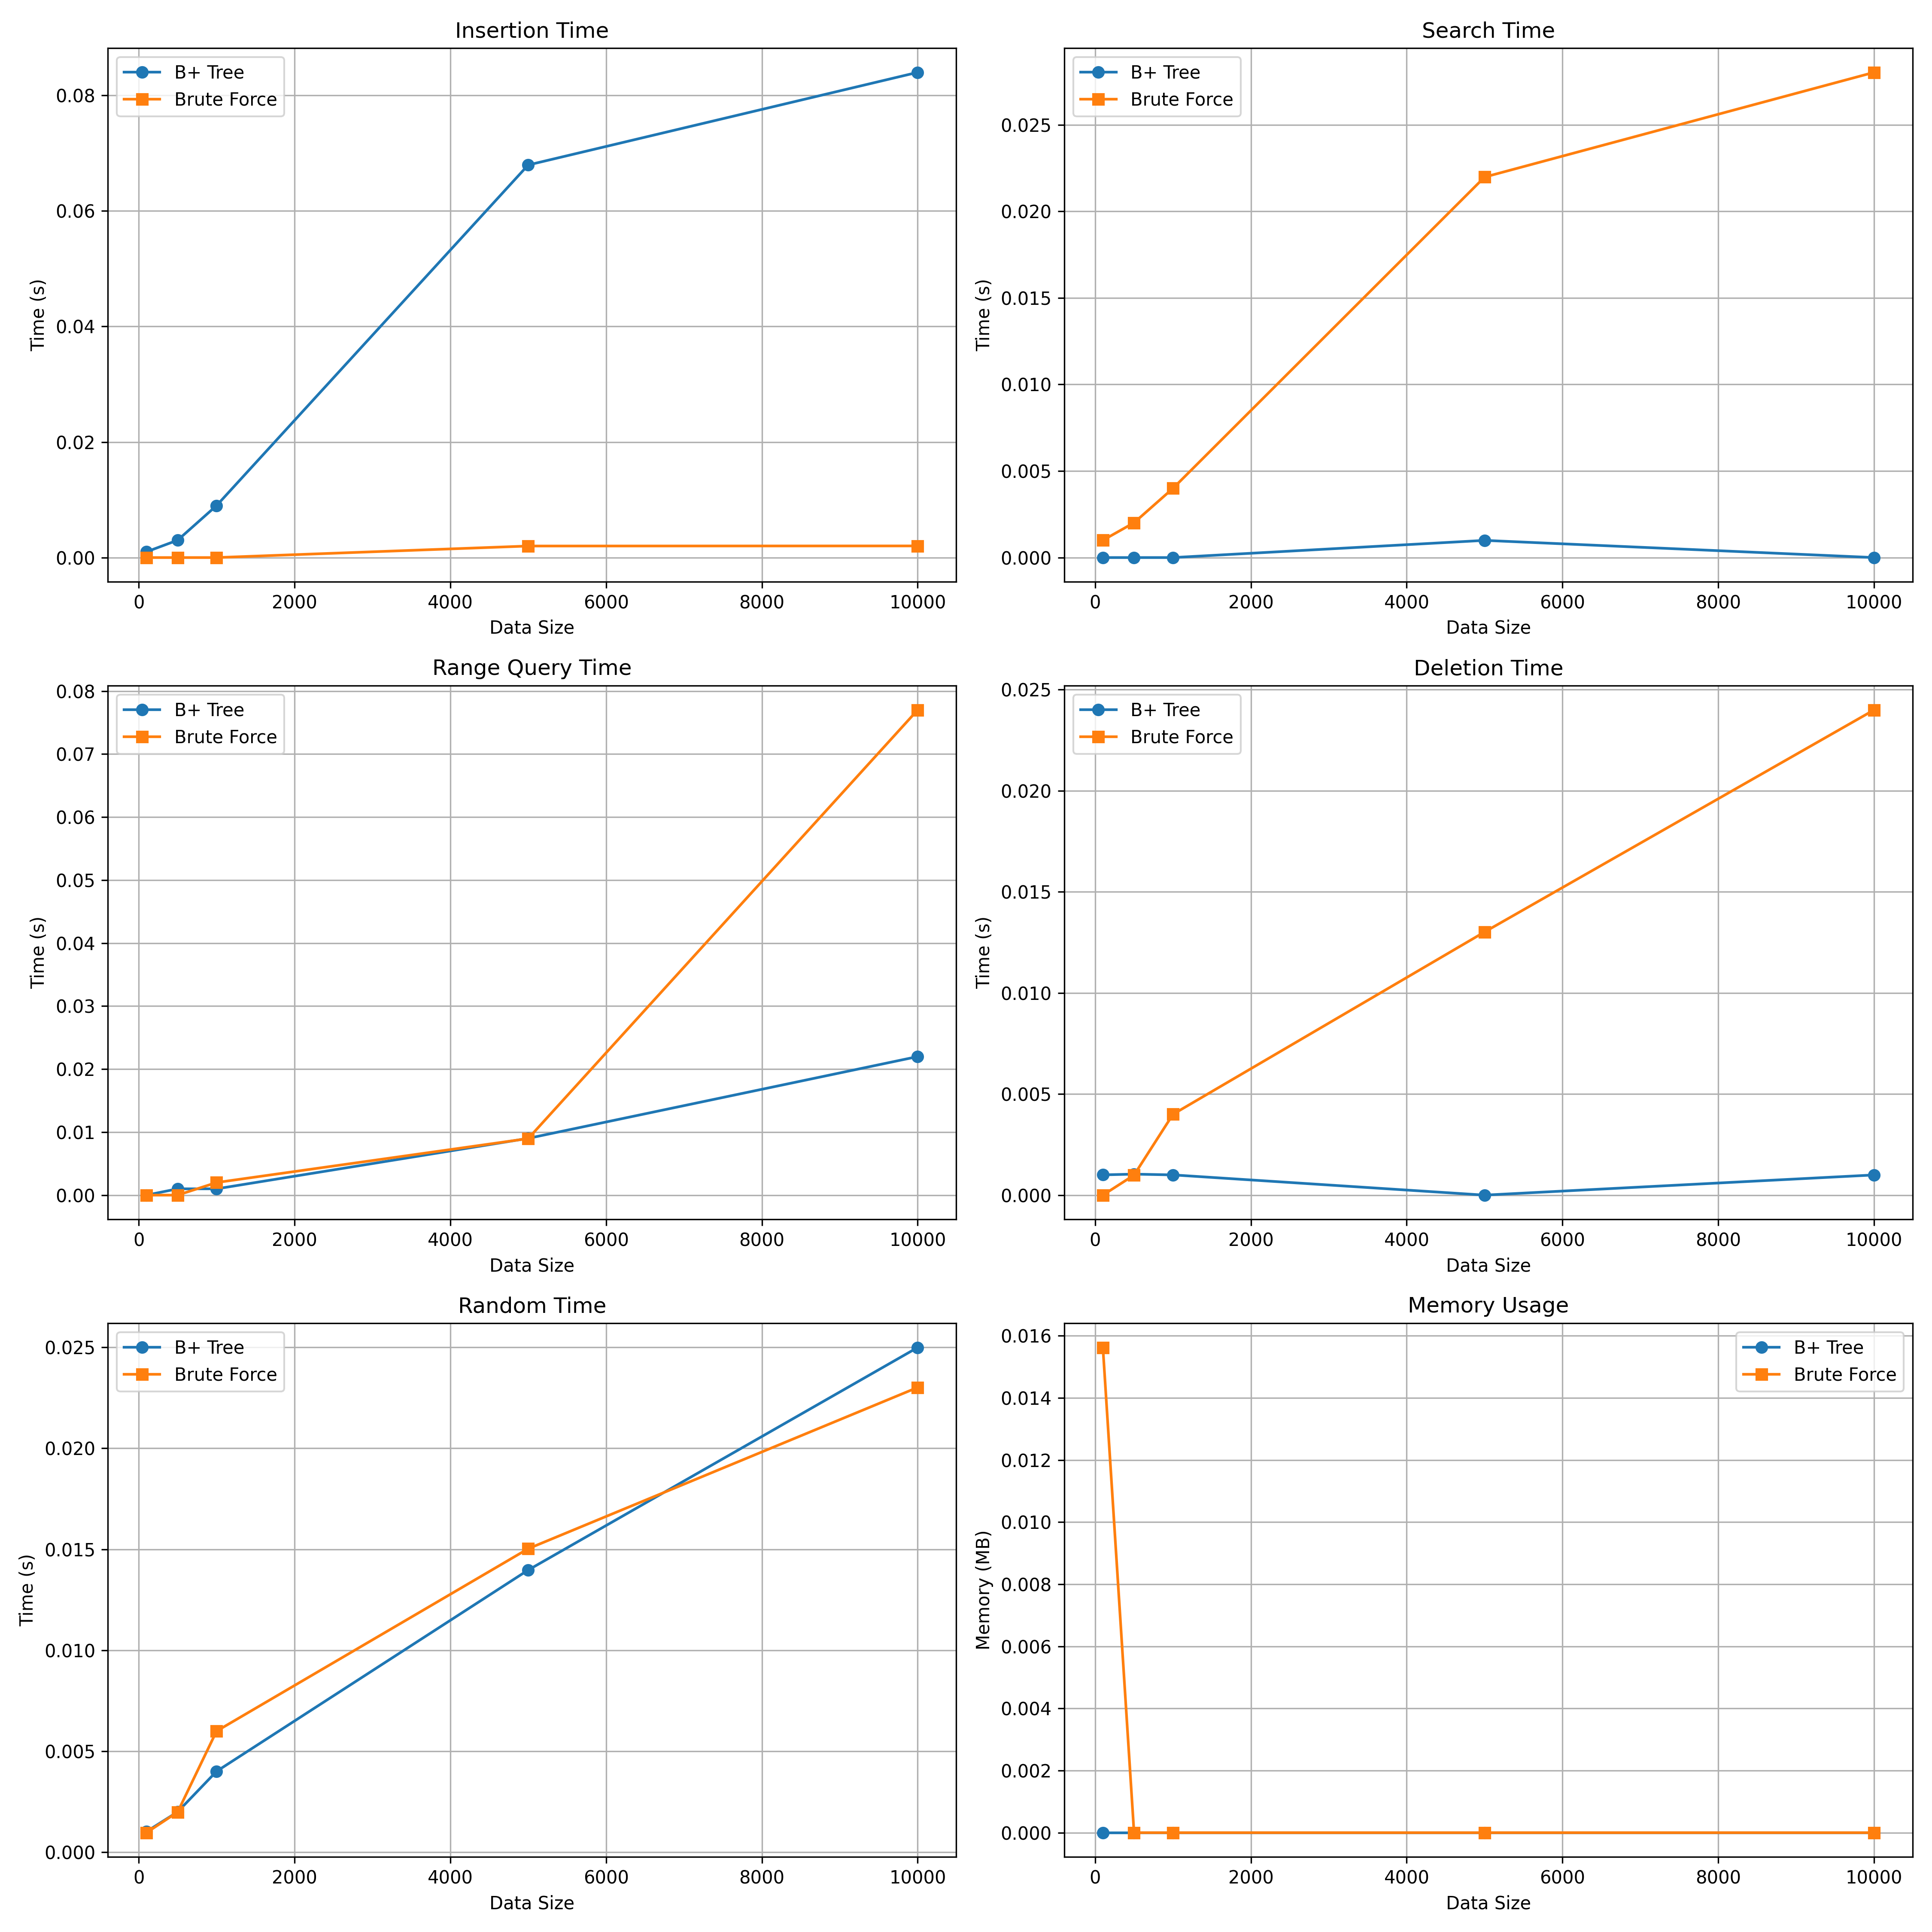 Insertion Time
B+ Tree
Brute Force
0.08
0.06
0.04
0.02
0.00
Time (s)
0 2000 4000 6000 8000 10000
Data Size
Search Time
B+ Tree
Brute Force
0.025
0.020
0.015
0.010
0.005
0.000
Time (s)
0 2000 4000 6000 8000 10000
Data Size
Range Query Time
B+ Tree
Brute Force
0.08
0.07
0.06
0.05
0.04
0.03
0.02
0.01
0.00
Time (s)
0 2000 4000 6000 8000 10000
Data Size
Deletion Time
B+ Tree
Brute Force
0.025
0.020
0.015
0.010
0.005
0.000
Time (s)
0 2000 4000 6000 8000 10000
Data Size
Random Time
B+ Tree
Brute Force
0.025
0.020
0.015
0.010
0.005
0.000
Time (s)
0 2000 4000 6000 8000 10000
Data Size
Memory Usage
B+ Tree
Brute Force
0.016
0.014
0.012
0.010
0.008
0.006
0.004
0.002
0.000
Memory (MB)
0 2000 4000 6000 8000 10000
Data Size